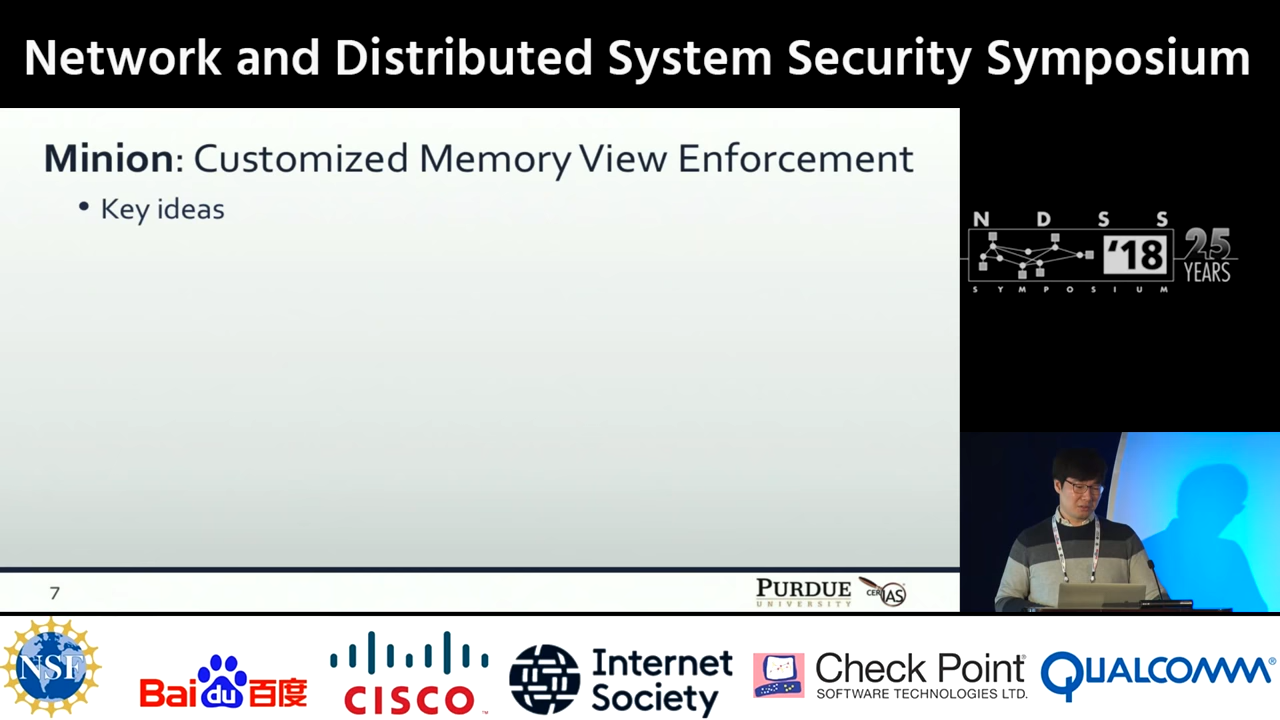 Network and Distributed System Security Symposium
Minion: Customized Memory View Enforcement
• Key ideas
N D S S
'18
25
YEARS
S Y M P O S I U M
7
PURDUE
UNIVERSITY
CERIAS
NSF
Baidu百度
CISCO
Internet
Society
Check Point
SOFTWARE TECHNOLOGIES LTD.
QUALCOMM